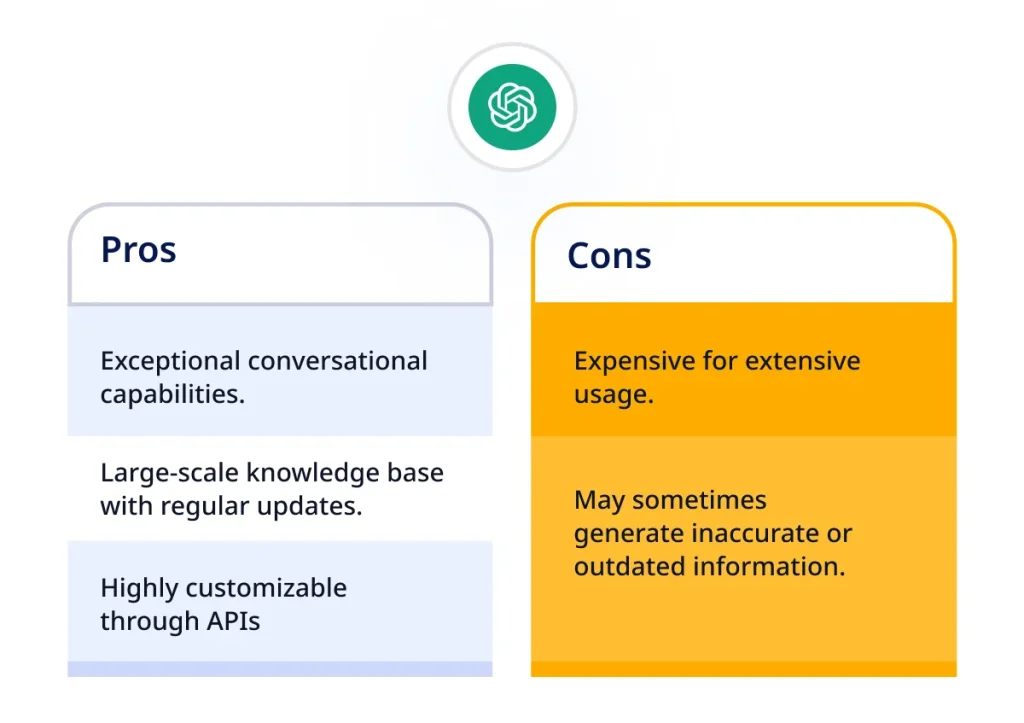 Pros
Exceptional conversational
capabilities.
Large-scale knowledge base
with regular updates.
Highly customizable
through APIs
Cons
Expensive for extensive
usage.
May sometimes
generate inaccurate or
outdated information.